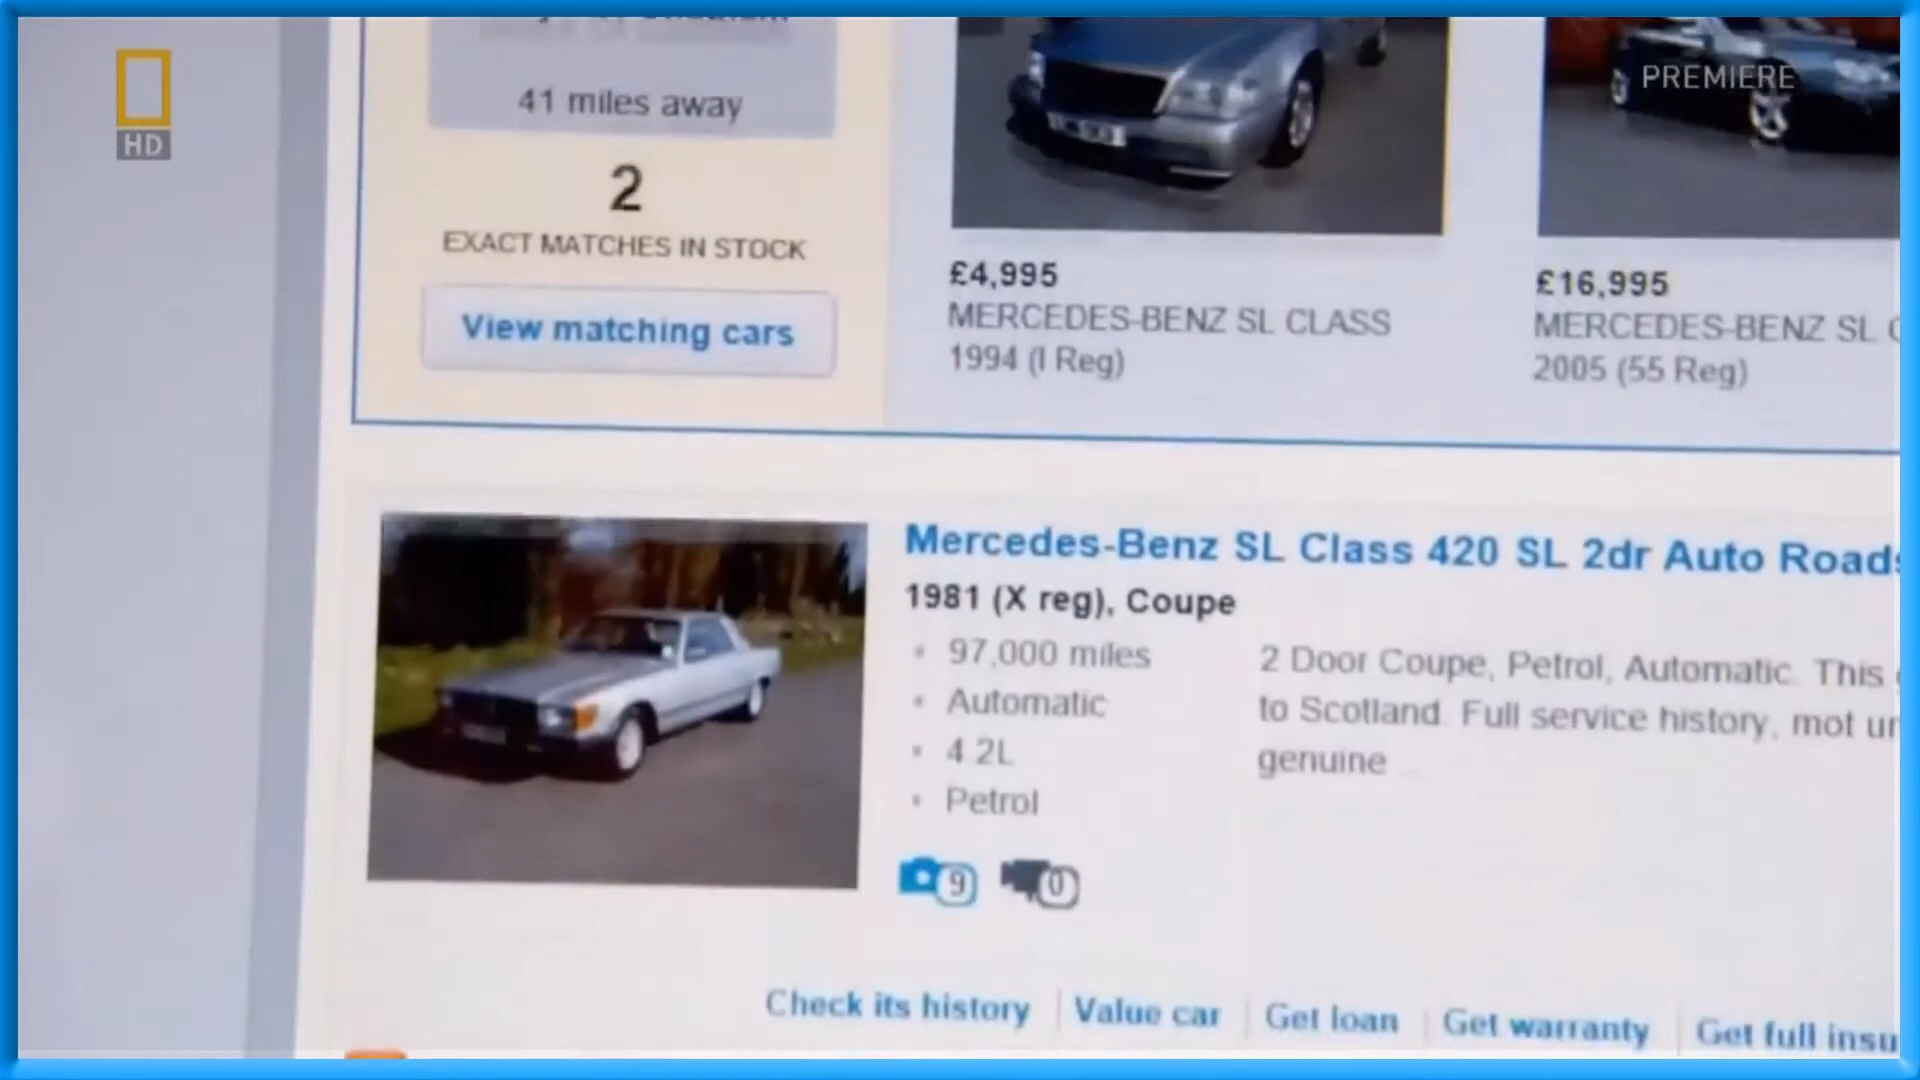 HD
PREMIERE
41 miles away
2
EXACT MATCHES IN STOCK
View matching cars
£4,995
MERCEDES-BENZ SL CLASS
1994 (I Reg)
£16,995
MERCEDES-BENZ SL C
2005 (55 Reg)
Mercedes-Benz SL Class 420 SL 2dr Auto Roads
1981 (X reg), Coupe
97,000 miles
Automatic
4.2L
Petrol
2 Door Coupe, Petrol, Automatic. This
to Scotland. Full service history, mot un
genuine
9
0
Check its history
Value car
Get loan
Get warranty
Get full insu